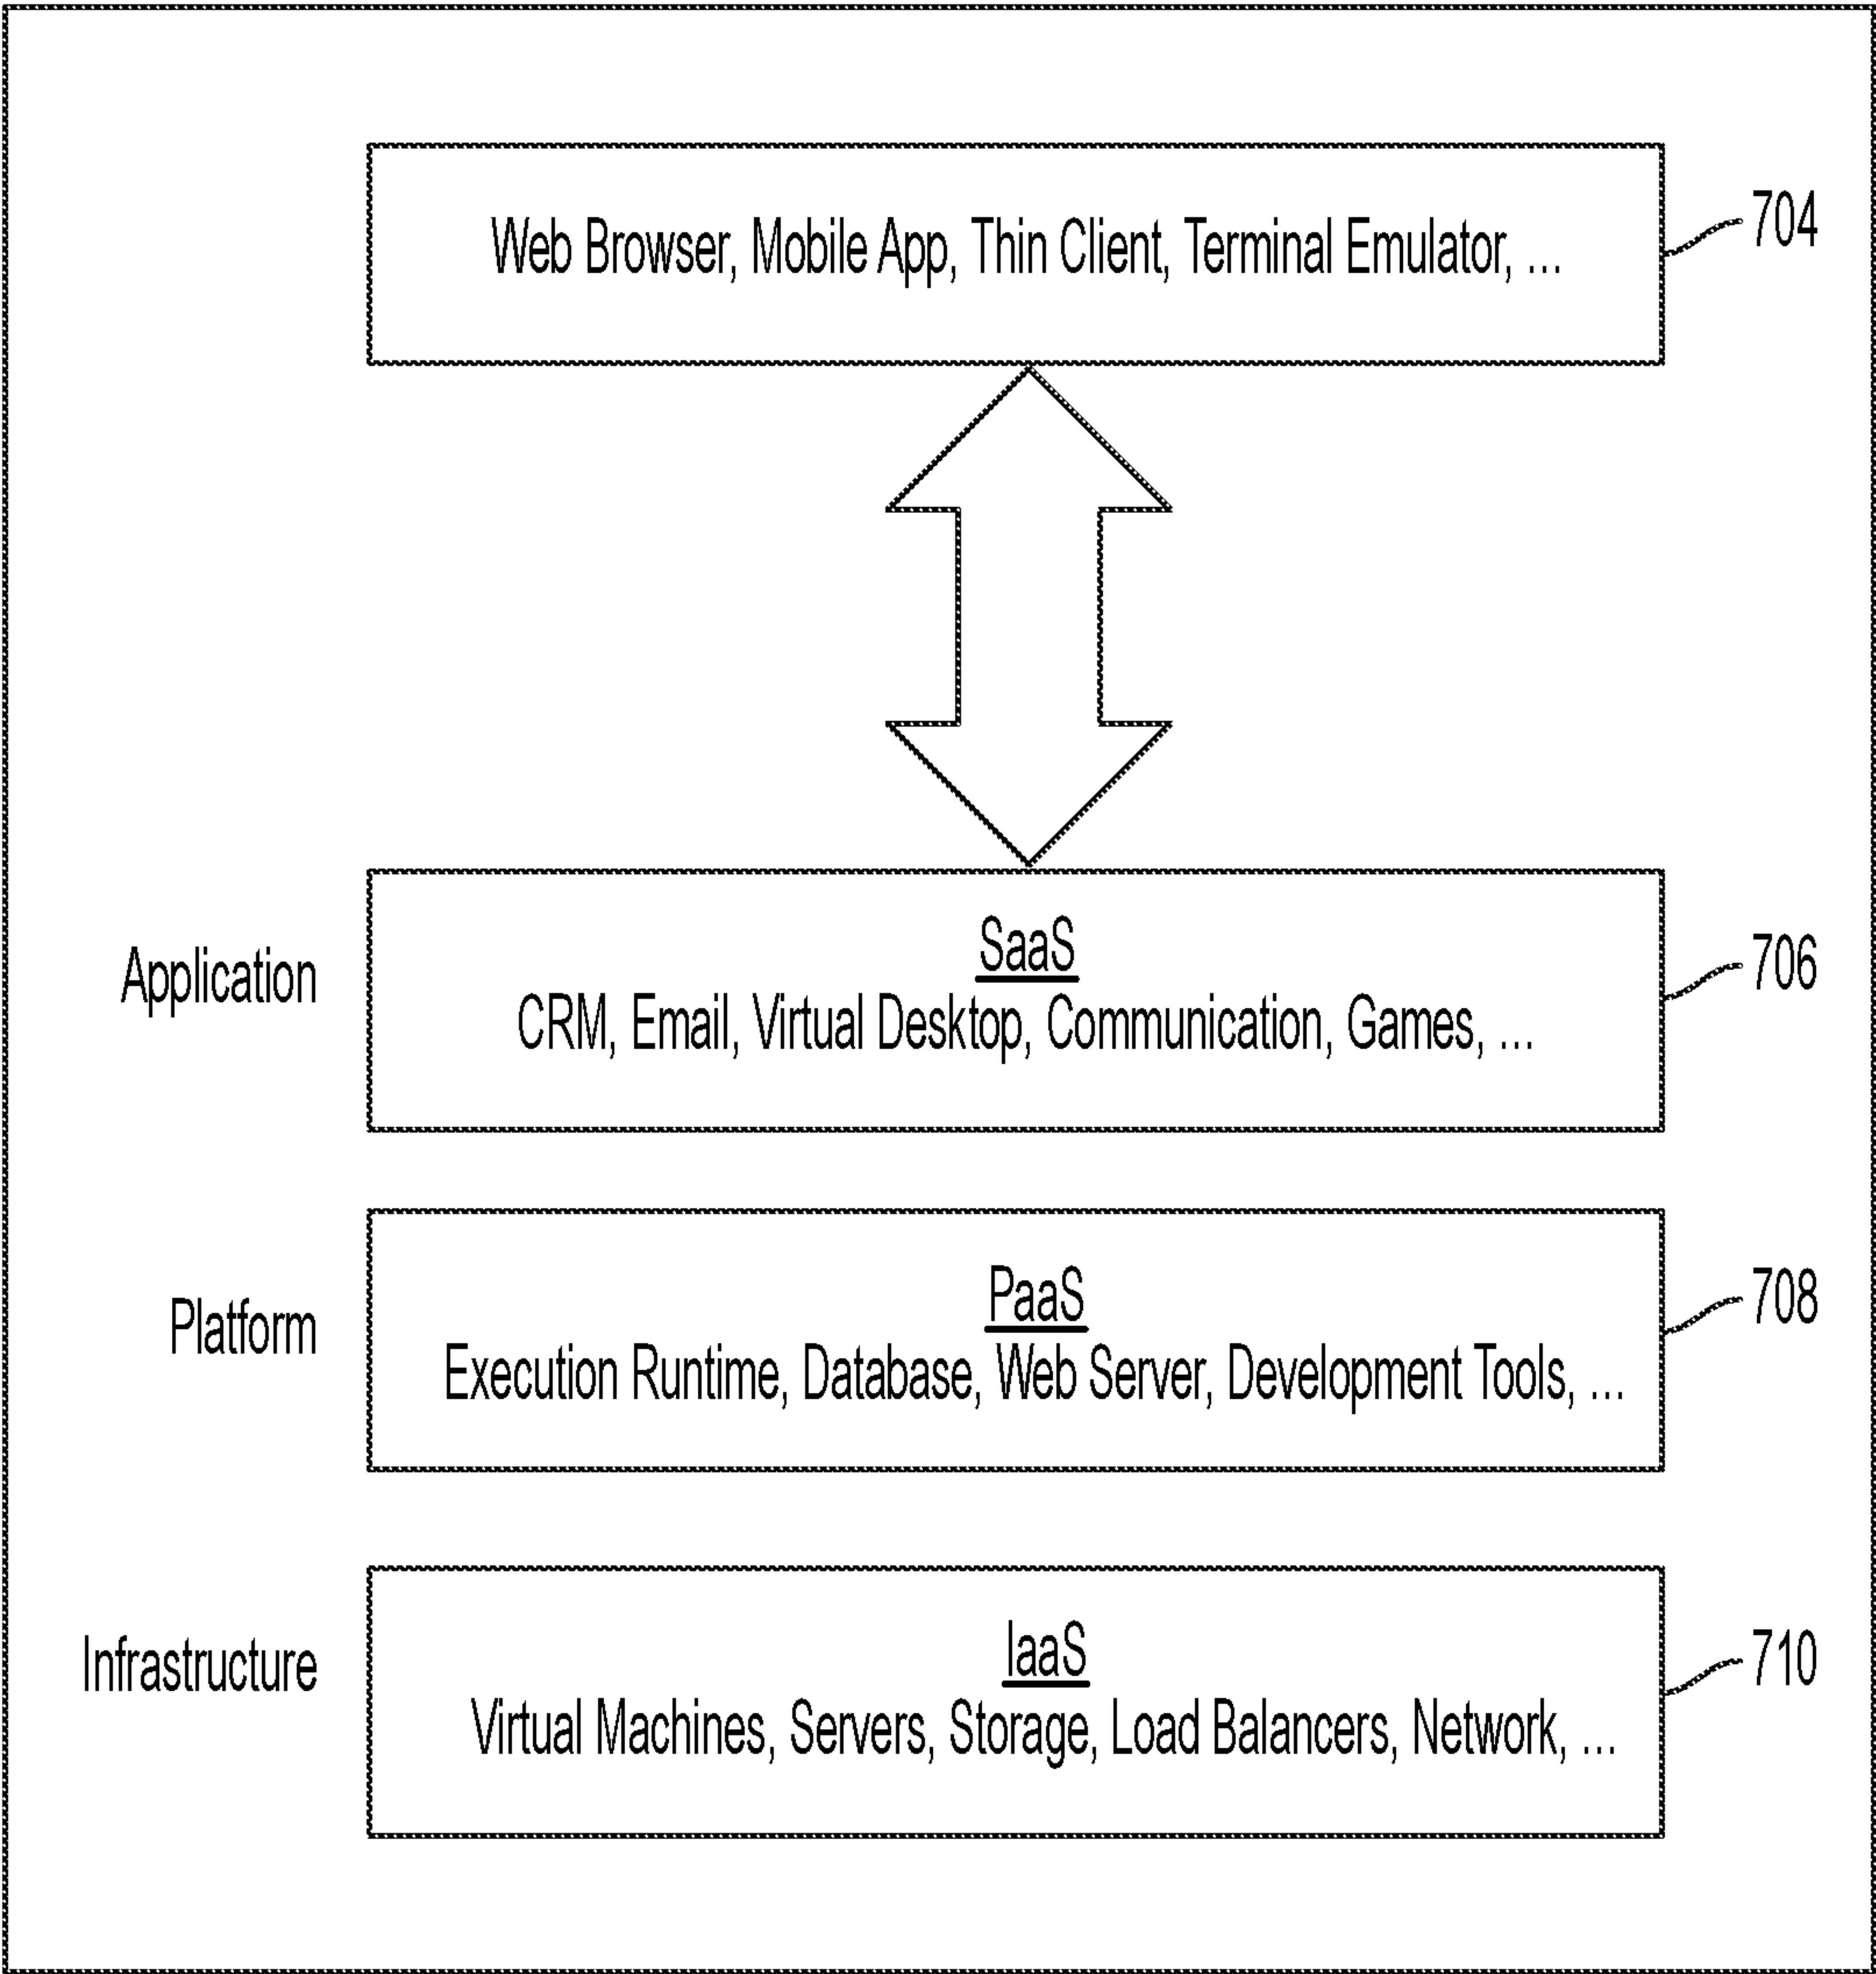 Web Browser, Mobile App, Thin Client, Terminal Emulator, ...
704
Application
SaaS
CRM, Email, Virtual Desktop, Communication, Games, ...
706
Platform
PaaS
Execution Runtime, Database, Web Server, Development Tools, ...
708
Infrastructure
IaaS
Virtual Machines, Servers, Storage, Load Balancers, Network, ...
710